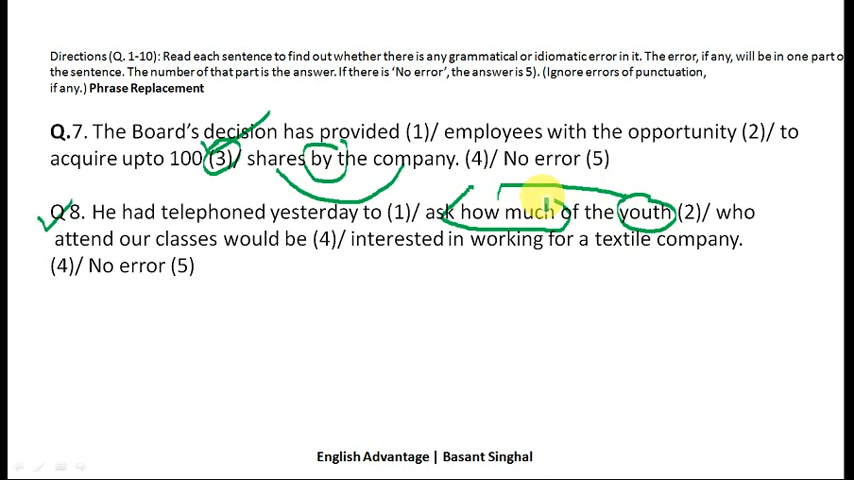 Directions (Q. 1-10): Read each sentence to find out whether there is any grammatical or idiomatic error in it. The error, if any, will be in one part o
the sentence. The number of that part is the answer. If there is 'No error', the answer is 5). (Ignore errors of punctuation,
if any.) Phrase Replacement
Q.7. The Board's decision has provided (1)/ employees with the opportunity (2)/ to
acquire upto 100 (3)/ shares by the company. (4)/ No error (5)
Q8. He had telephoned yesterday to (1)/ ask how much of the youth (2)/ who
attend our classes would be (4)/ interested in working for a textile company.
(4)/ No error (5)
English Advantage | Basant Singhal